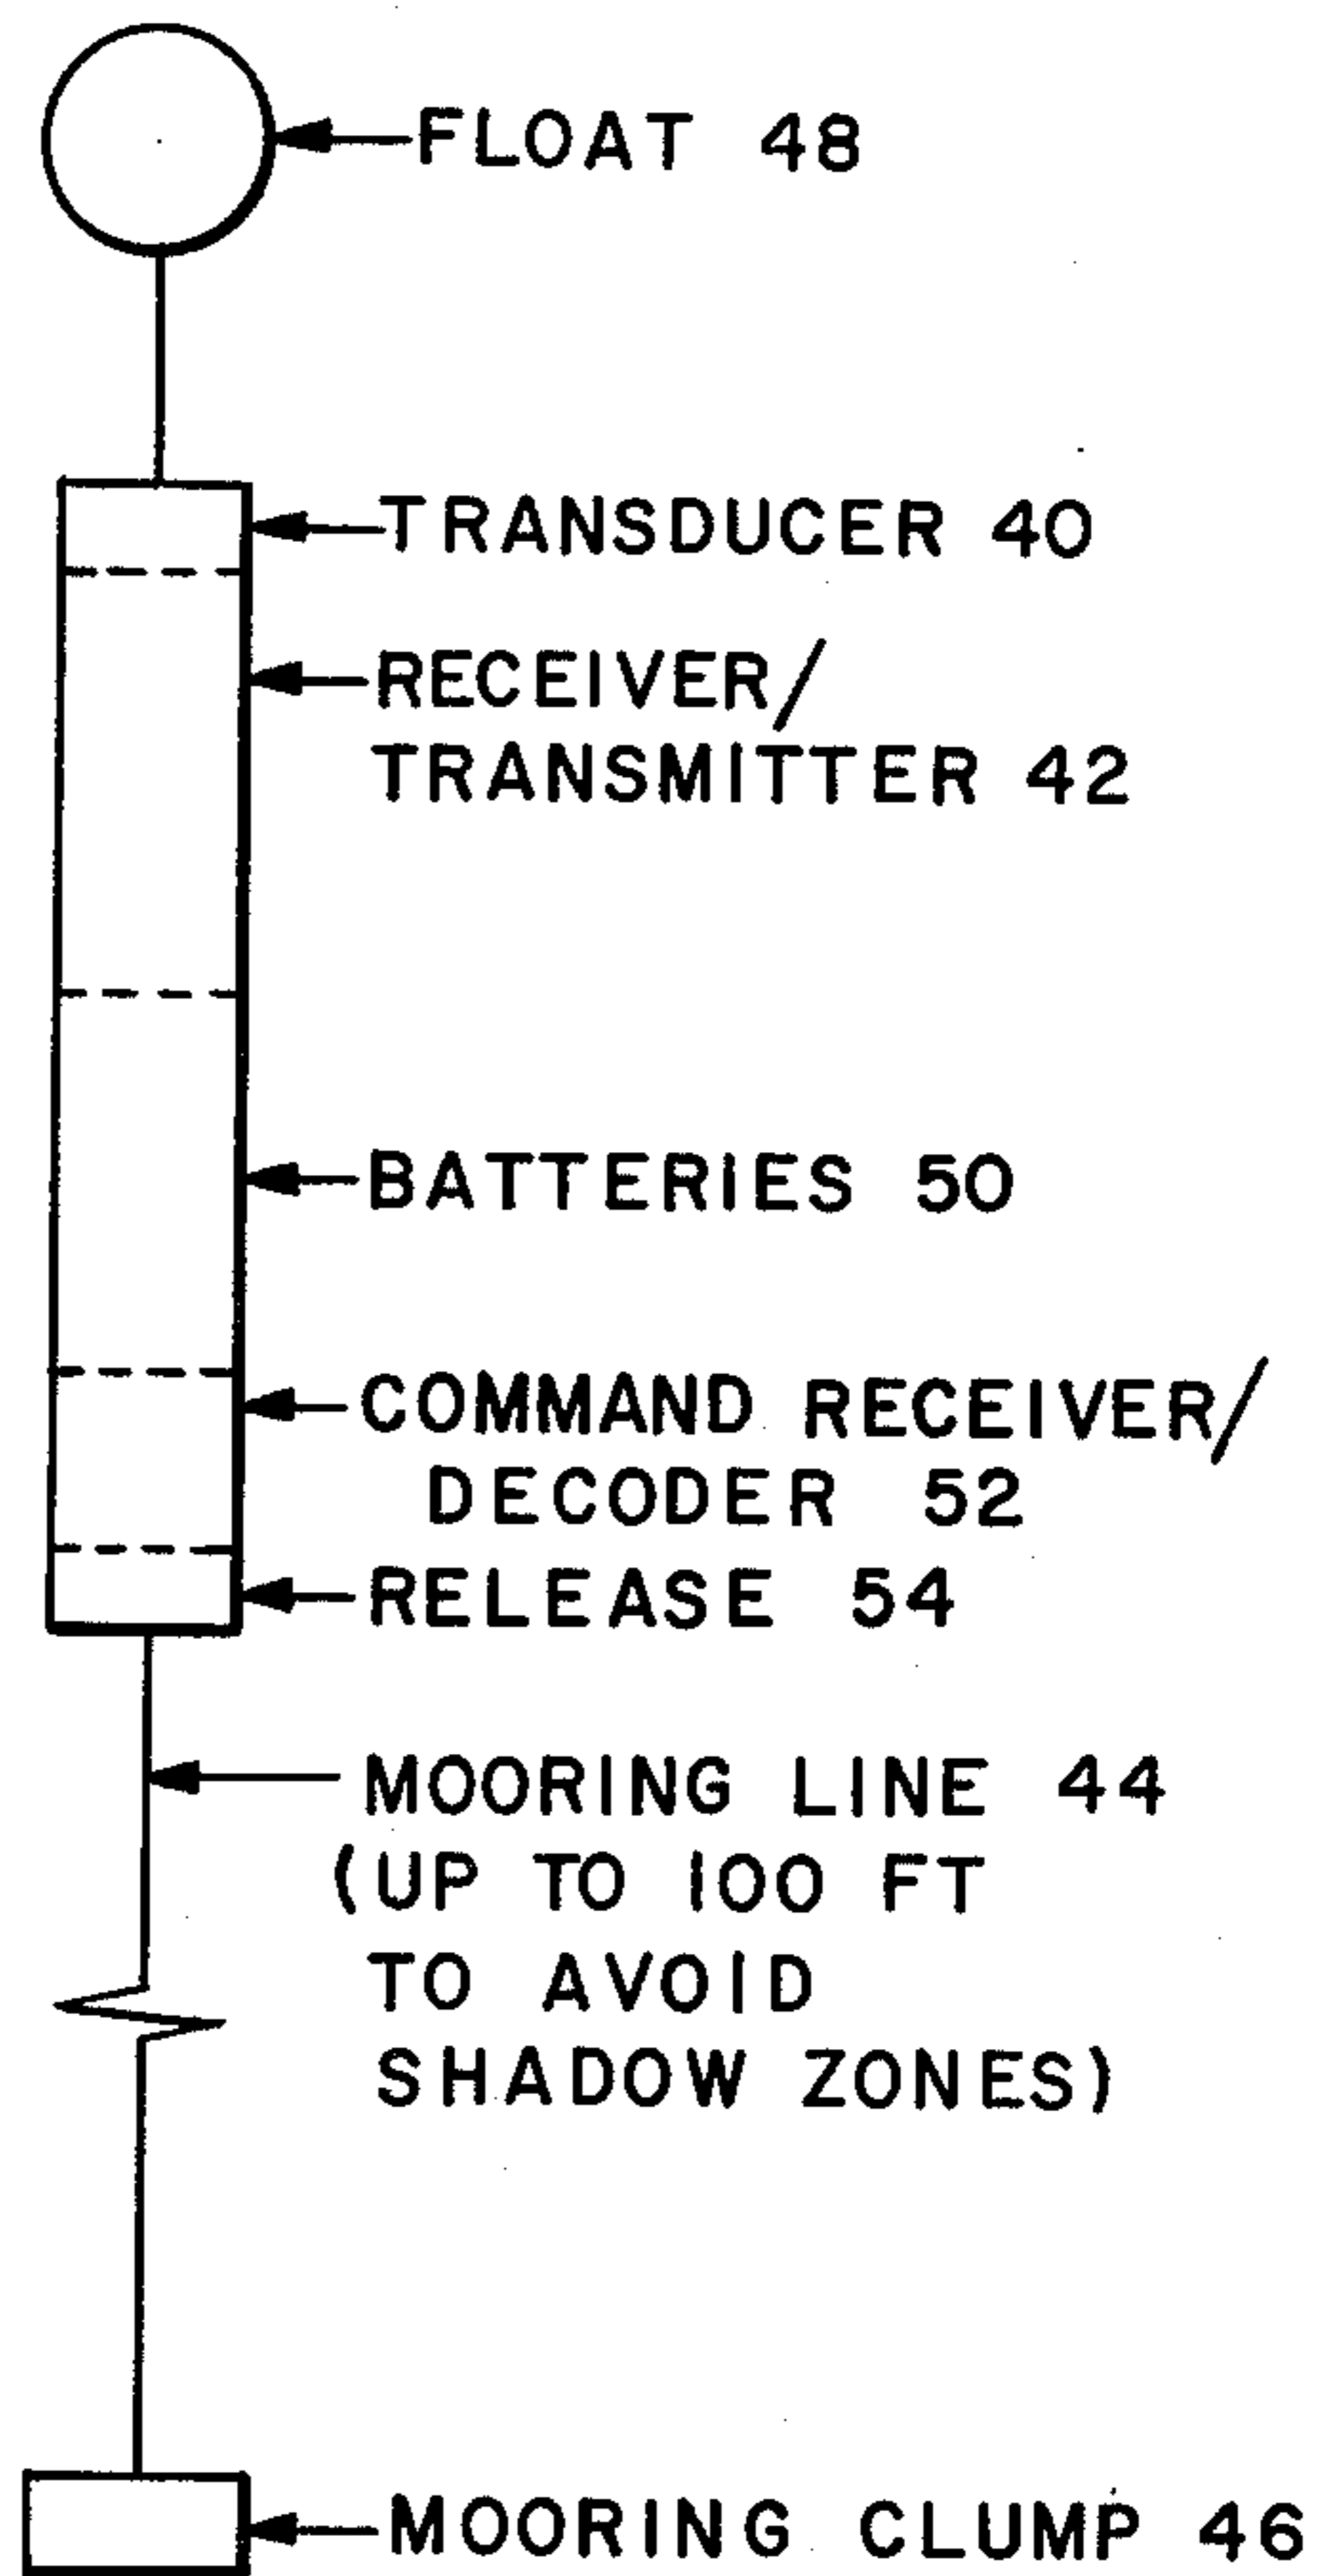 FLOAT 48
TRANSDUCER 40
RECEIVER/
TRANSMITTER 42
BATTERIES 50
COMMAND RECEIVER/
DECODER 52
RELEASE 54
MOORING LINE 44
(UP TO 100 FT
TO AVOID
SHADOW ZONES)
MOORING CLUMP 46